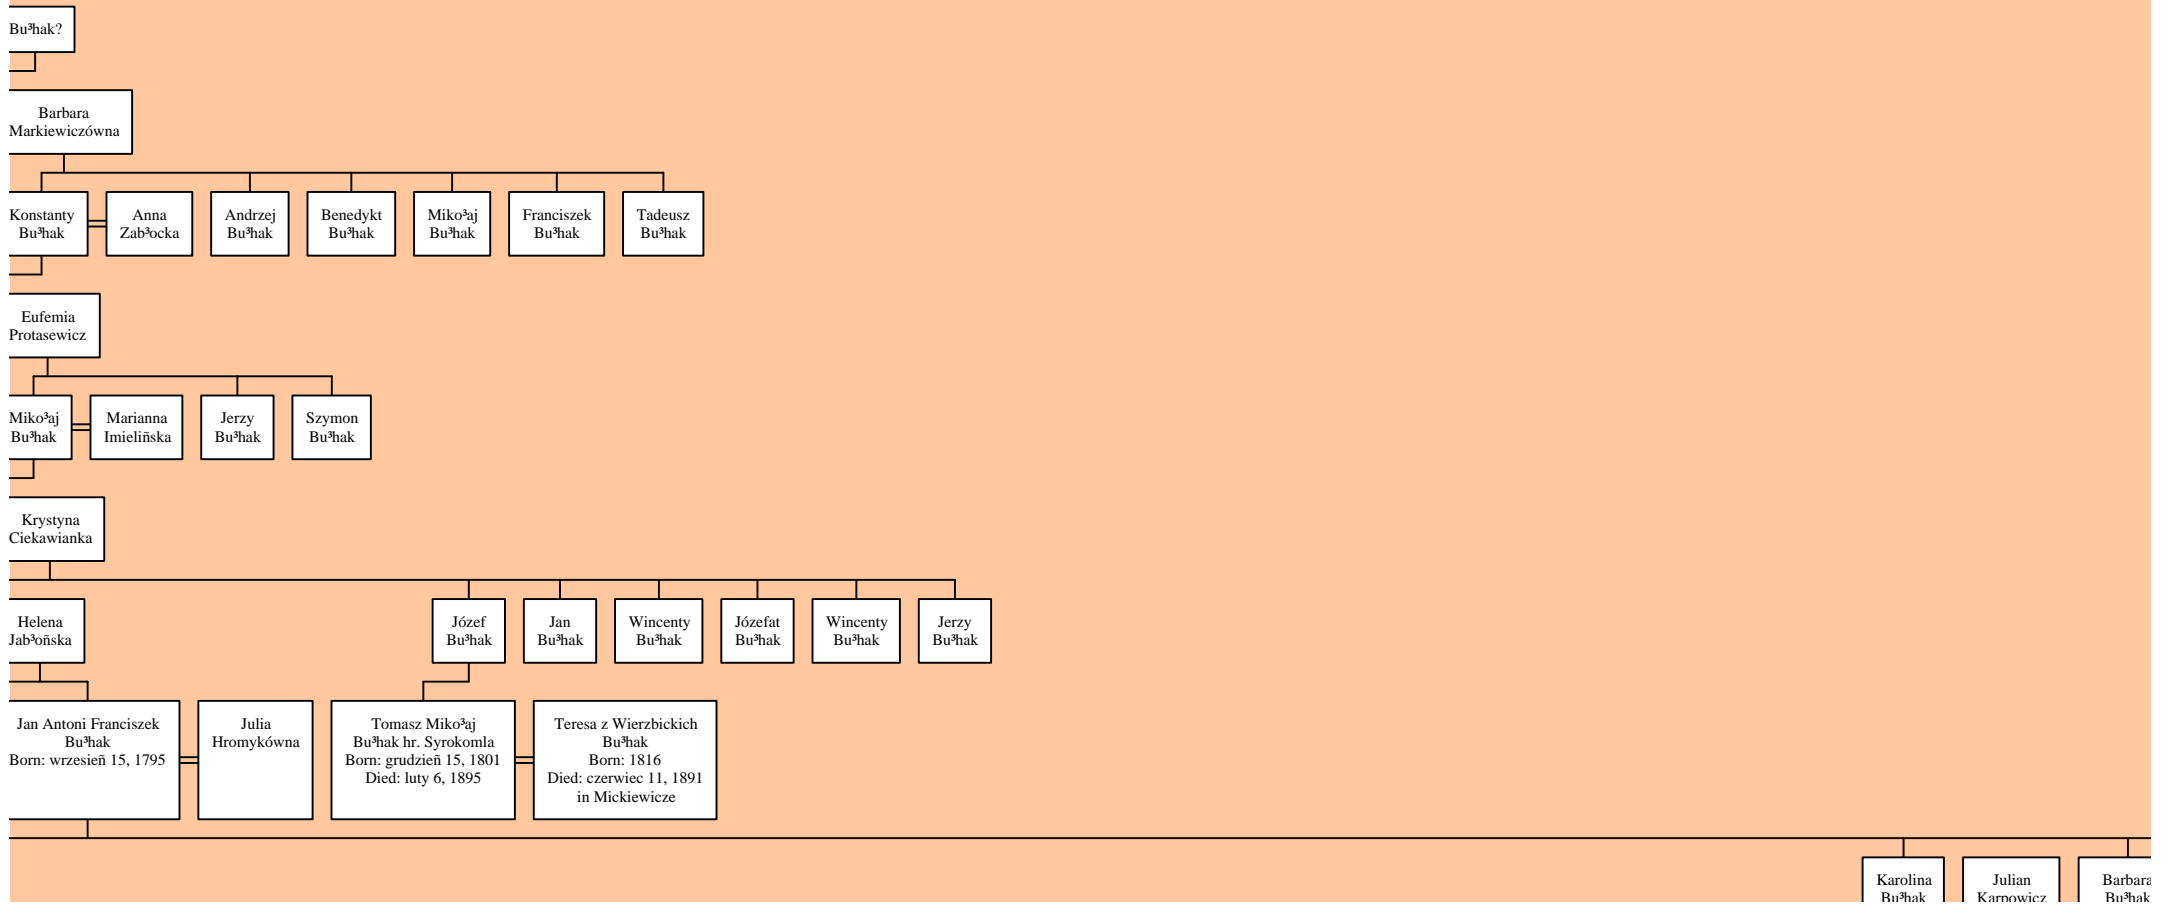 Bu³hak?
Barbara
Markiewiczówna
Konstanty
Bu³hak
Anna
Zab³ocka
Andrzej
Bu³hak
Benedykt
Bu³hak
Miko³aj
Bu³hak
Franciszek
Bu³hak
Tadeusz
Bu³hak
Eufemia
Protasewicz
Miko³aj
Bu³hak
Marianna
Imieliñska
Jerzy
Bu³hak
Szymon
Bu³hak
Krystyna
Ciekawianka
Helena
Jab³oñska
Józef
Bu³hak
Jan
Bu³hak
Wincenty
Bu³hak
Józefat
Bu³hak
Wincenty
Bu³hak
Jerzy
Bu³hak
Jan Antoni Franciszek
Bu³hak
Born: wrzesieñ 15, 1795
Julia
Hromykówna
Tomasz Miko³aj
Bu³hak hr. Syrokomla
Born: grudzieñ 15, 1801
Died: luty 6, 1895
Teresa z Wierzbickich
Bu³hak
Born: 1816
Died: czerwiec 11, 1891
in Mickiewicze
Karolina
Bu³hak
Julian
Karpowicz
Barbara
Bu³hak